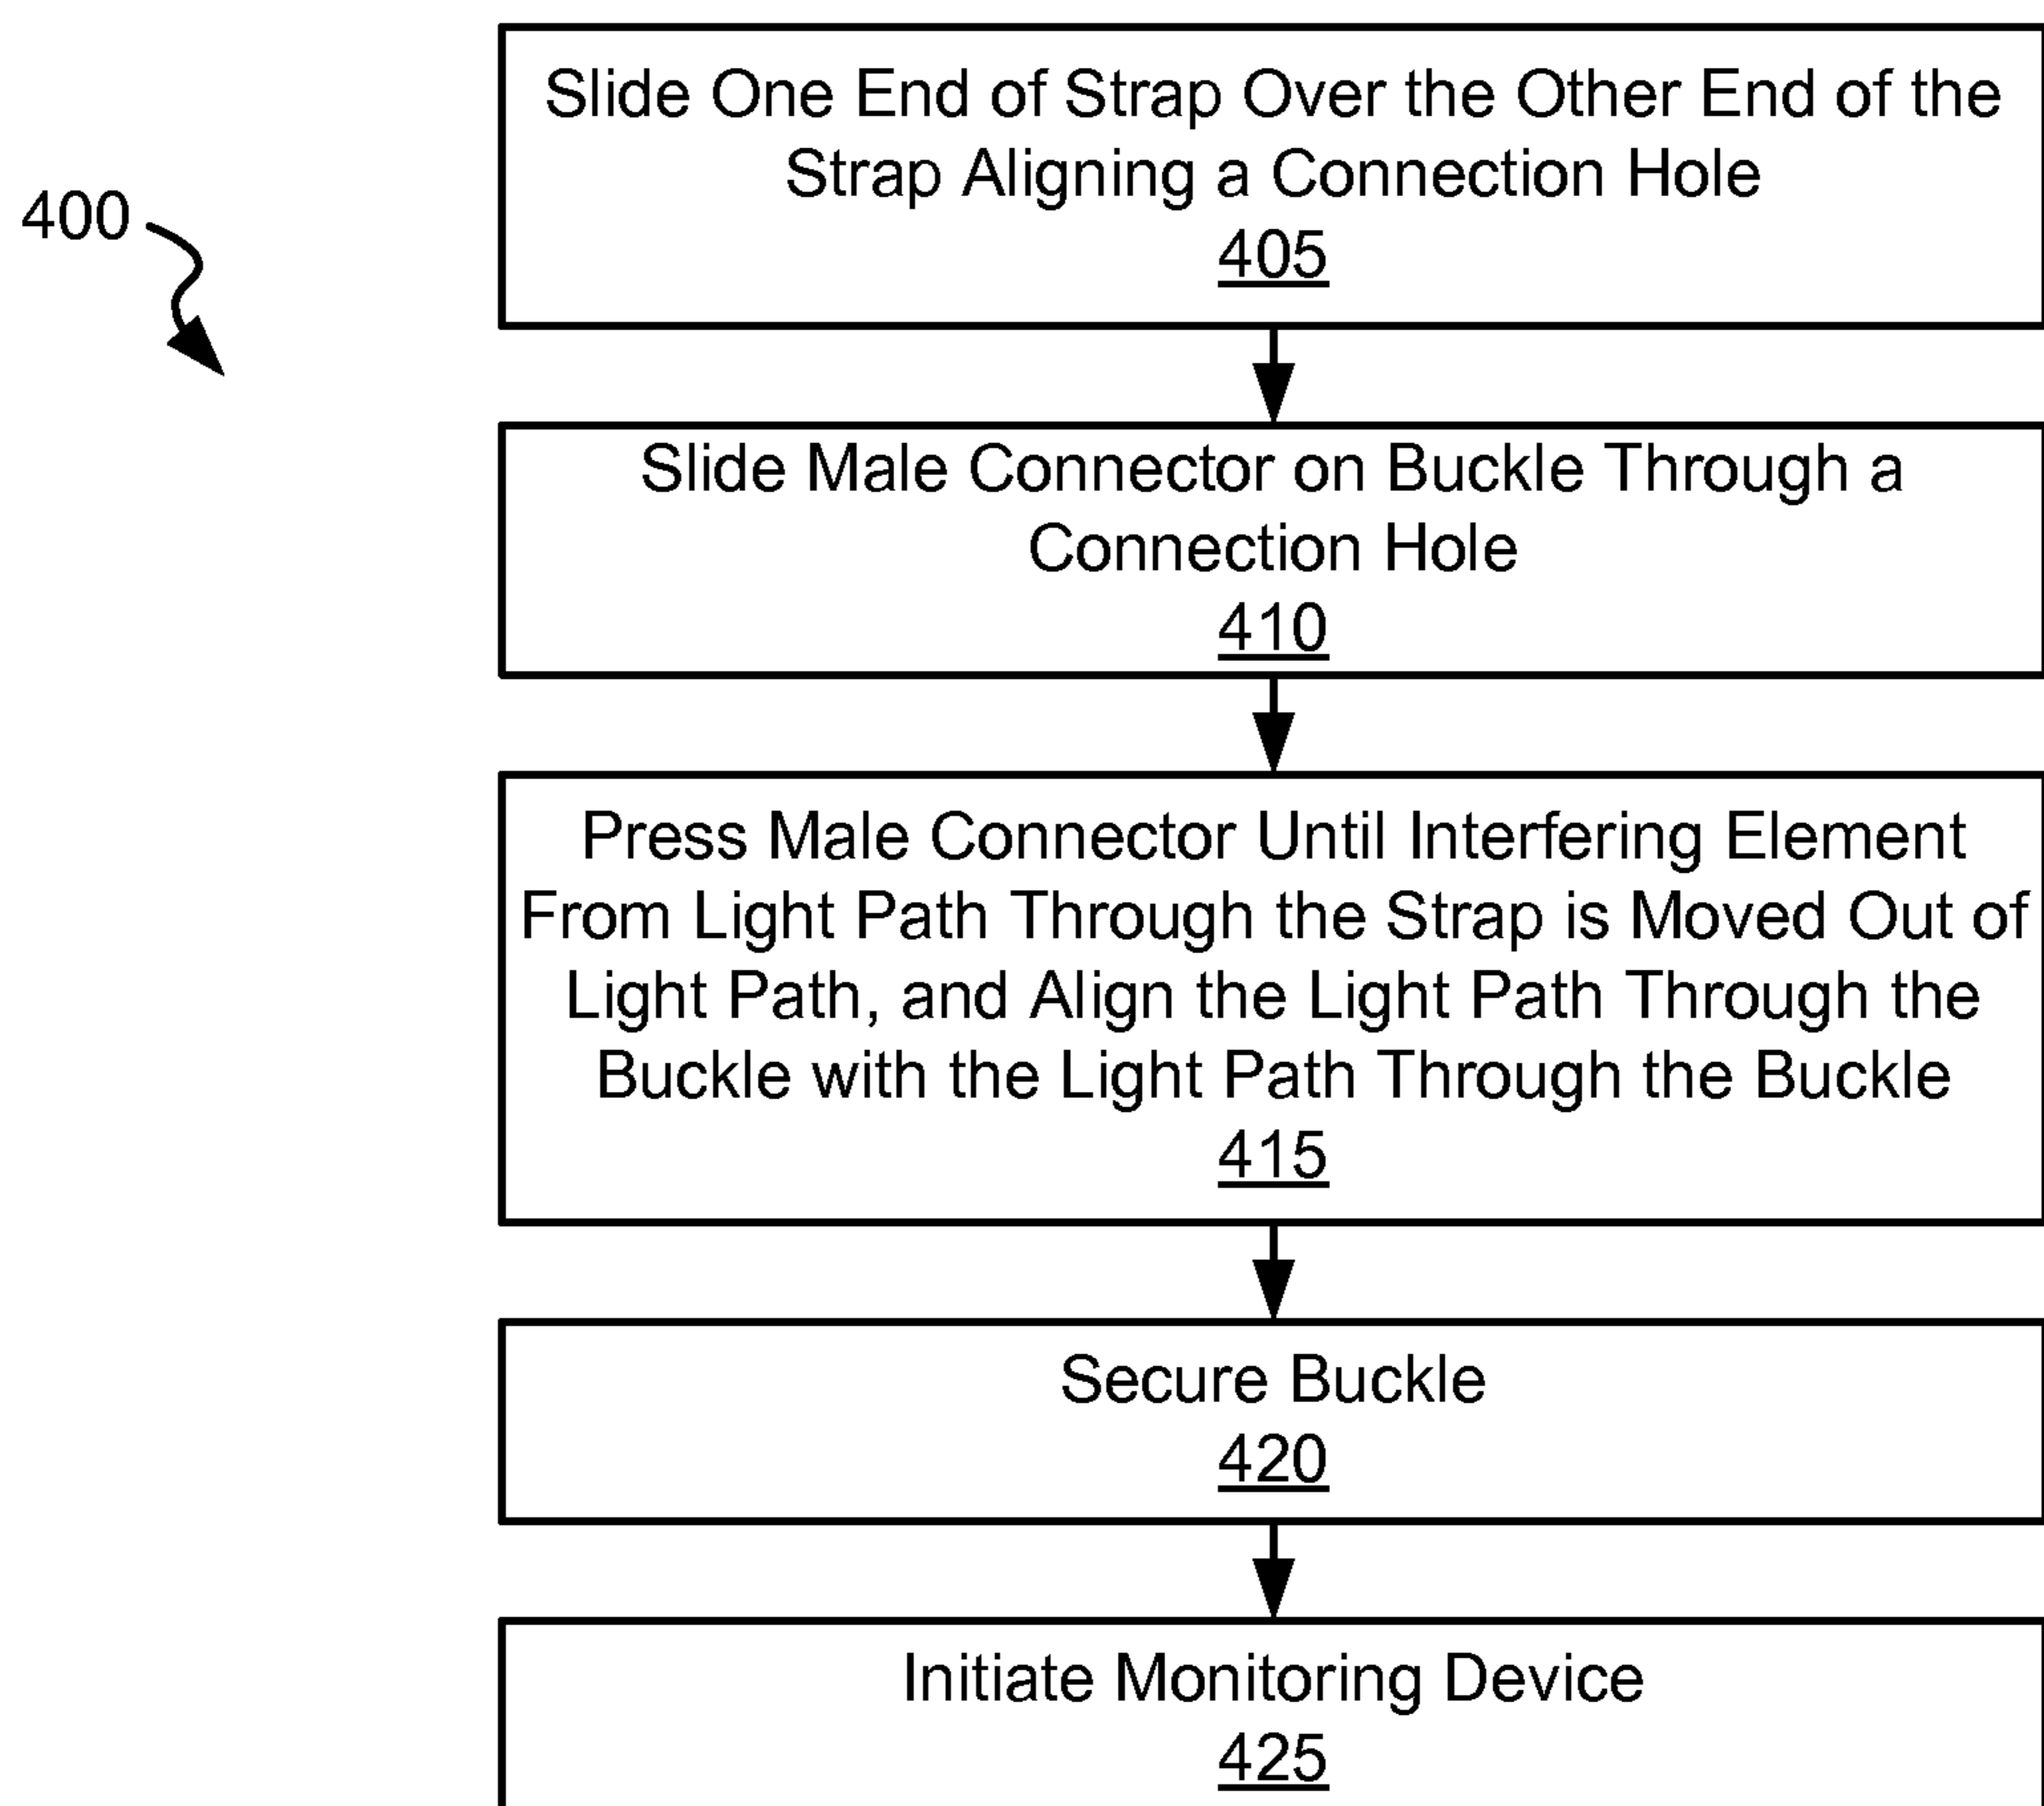 400
Slide One End of Strap Over the Other End of the
Strap Aligning a Connection Hole
405
Slide Male Connector on Buckle Through a
Connection Hole
410
Press Male Connector Until Interfering Element
From Light Path Through the Strap is Moved Out of
Light Path, and Align the Light Path Through the
Buckle with the Light Path Through the Buckle
415
Secure Buckle
420
Initiate Monitoring Device
425